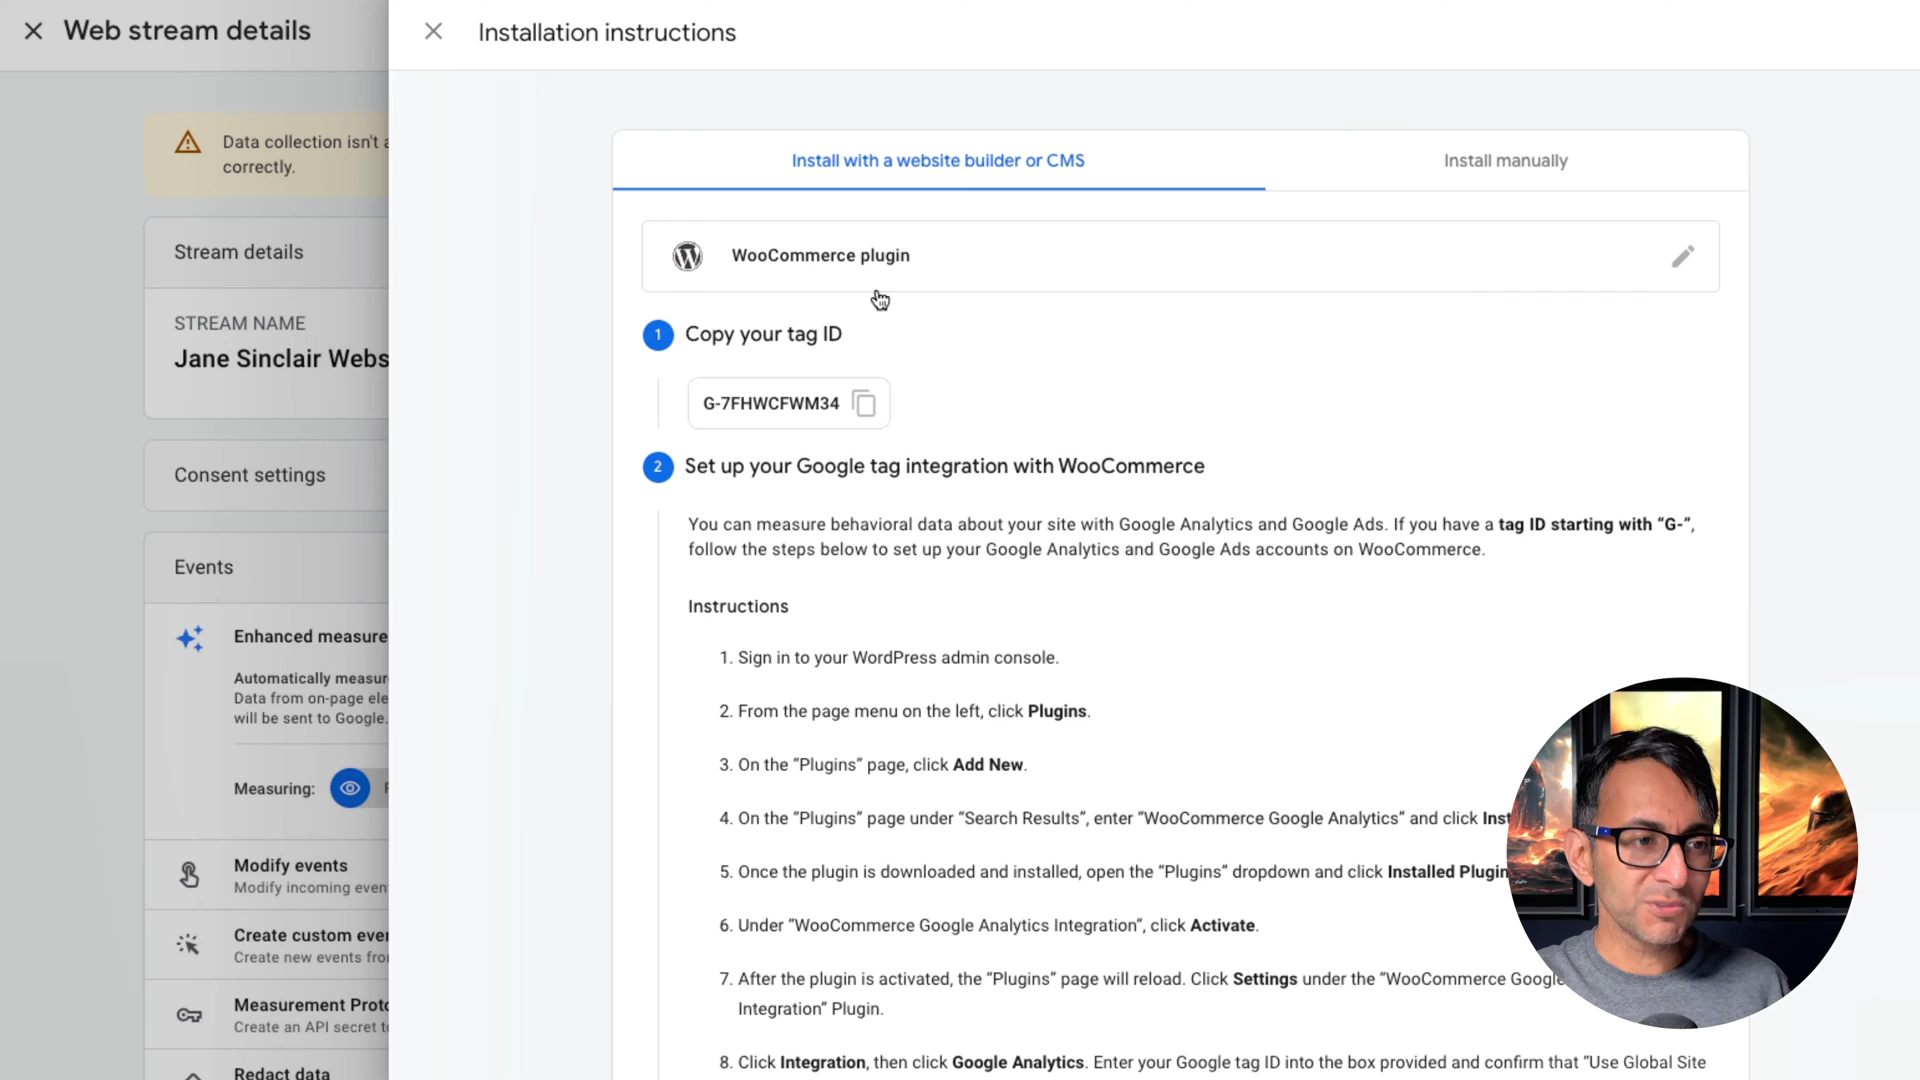 Web stream details
Installation instructions
Data collection isn't a
correctly.
Install with a website builder or CMS
Install manually
Stream details
WooCommerce plugin
STREAM NAME
Jane Sinclair Webs
1 Copy your tag ID
G-7FHWCFWM34
Consent settings
2 Set up your Google tag integration with WooCommerce
You can measure behavioral data about your site with Google Analytics and Google Ads. If you have a tag ID starting with “G-”,
follow the steps below to set up your Google Analytics and Google Ads accounts on WooCommerce.
Events
Instructions
Enhanced measure
Automatically measur
Data from on-page ele
will be sent to Google.
Measuring:
1. Sign in to your WordPress admin console.
2. From the page menu on the left, click Plugins.
3. On the “Plugins” page, click Add New.
4. On the “Plugins” page under “Search Results”, enter “WooCommerce Google Analytics” and click Inst
5. Once the plugin is downloaded and installed, open the “Plugins” dropdown and click Installed Plugin
6. Under “WooCommerce Google Analytics Integration”, click Activate.
7. After the plugin is activated, the “Plugins” page will reload. Click Settings under the “WooCommerce Google
Integration” Plugin.
8. Click Integration, then click Google Analytics. Enter your Google tag ID into the box provided and confirm that “Use Global Site
Modify events
Modify incoming even
Create custom even
Create new events fro
Measurement Proto
Create an API secret t
Redact data